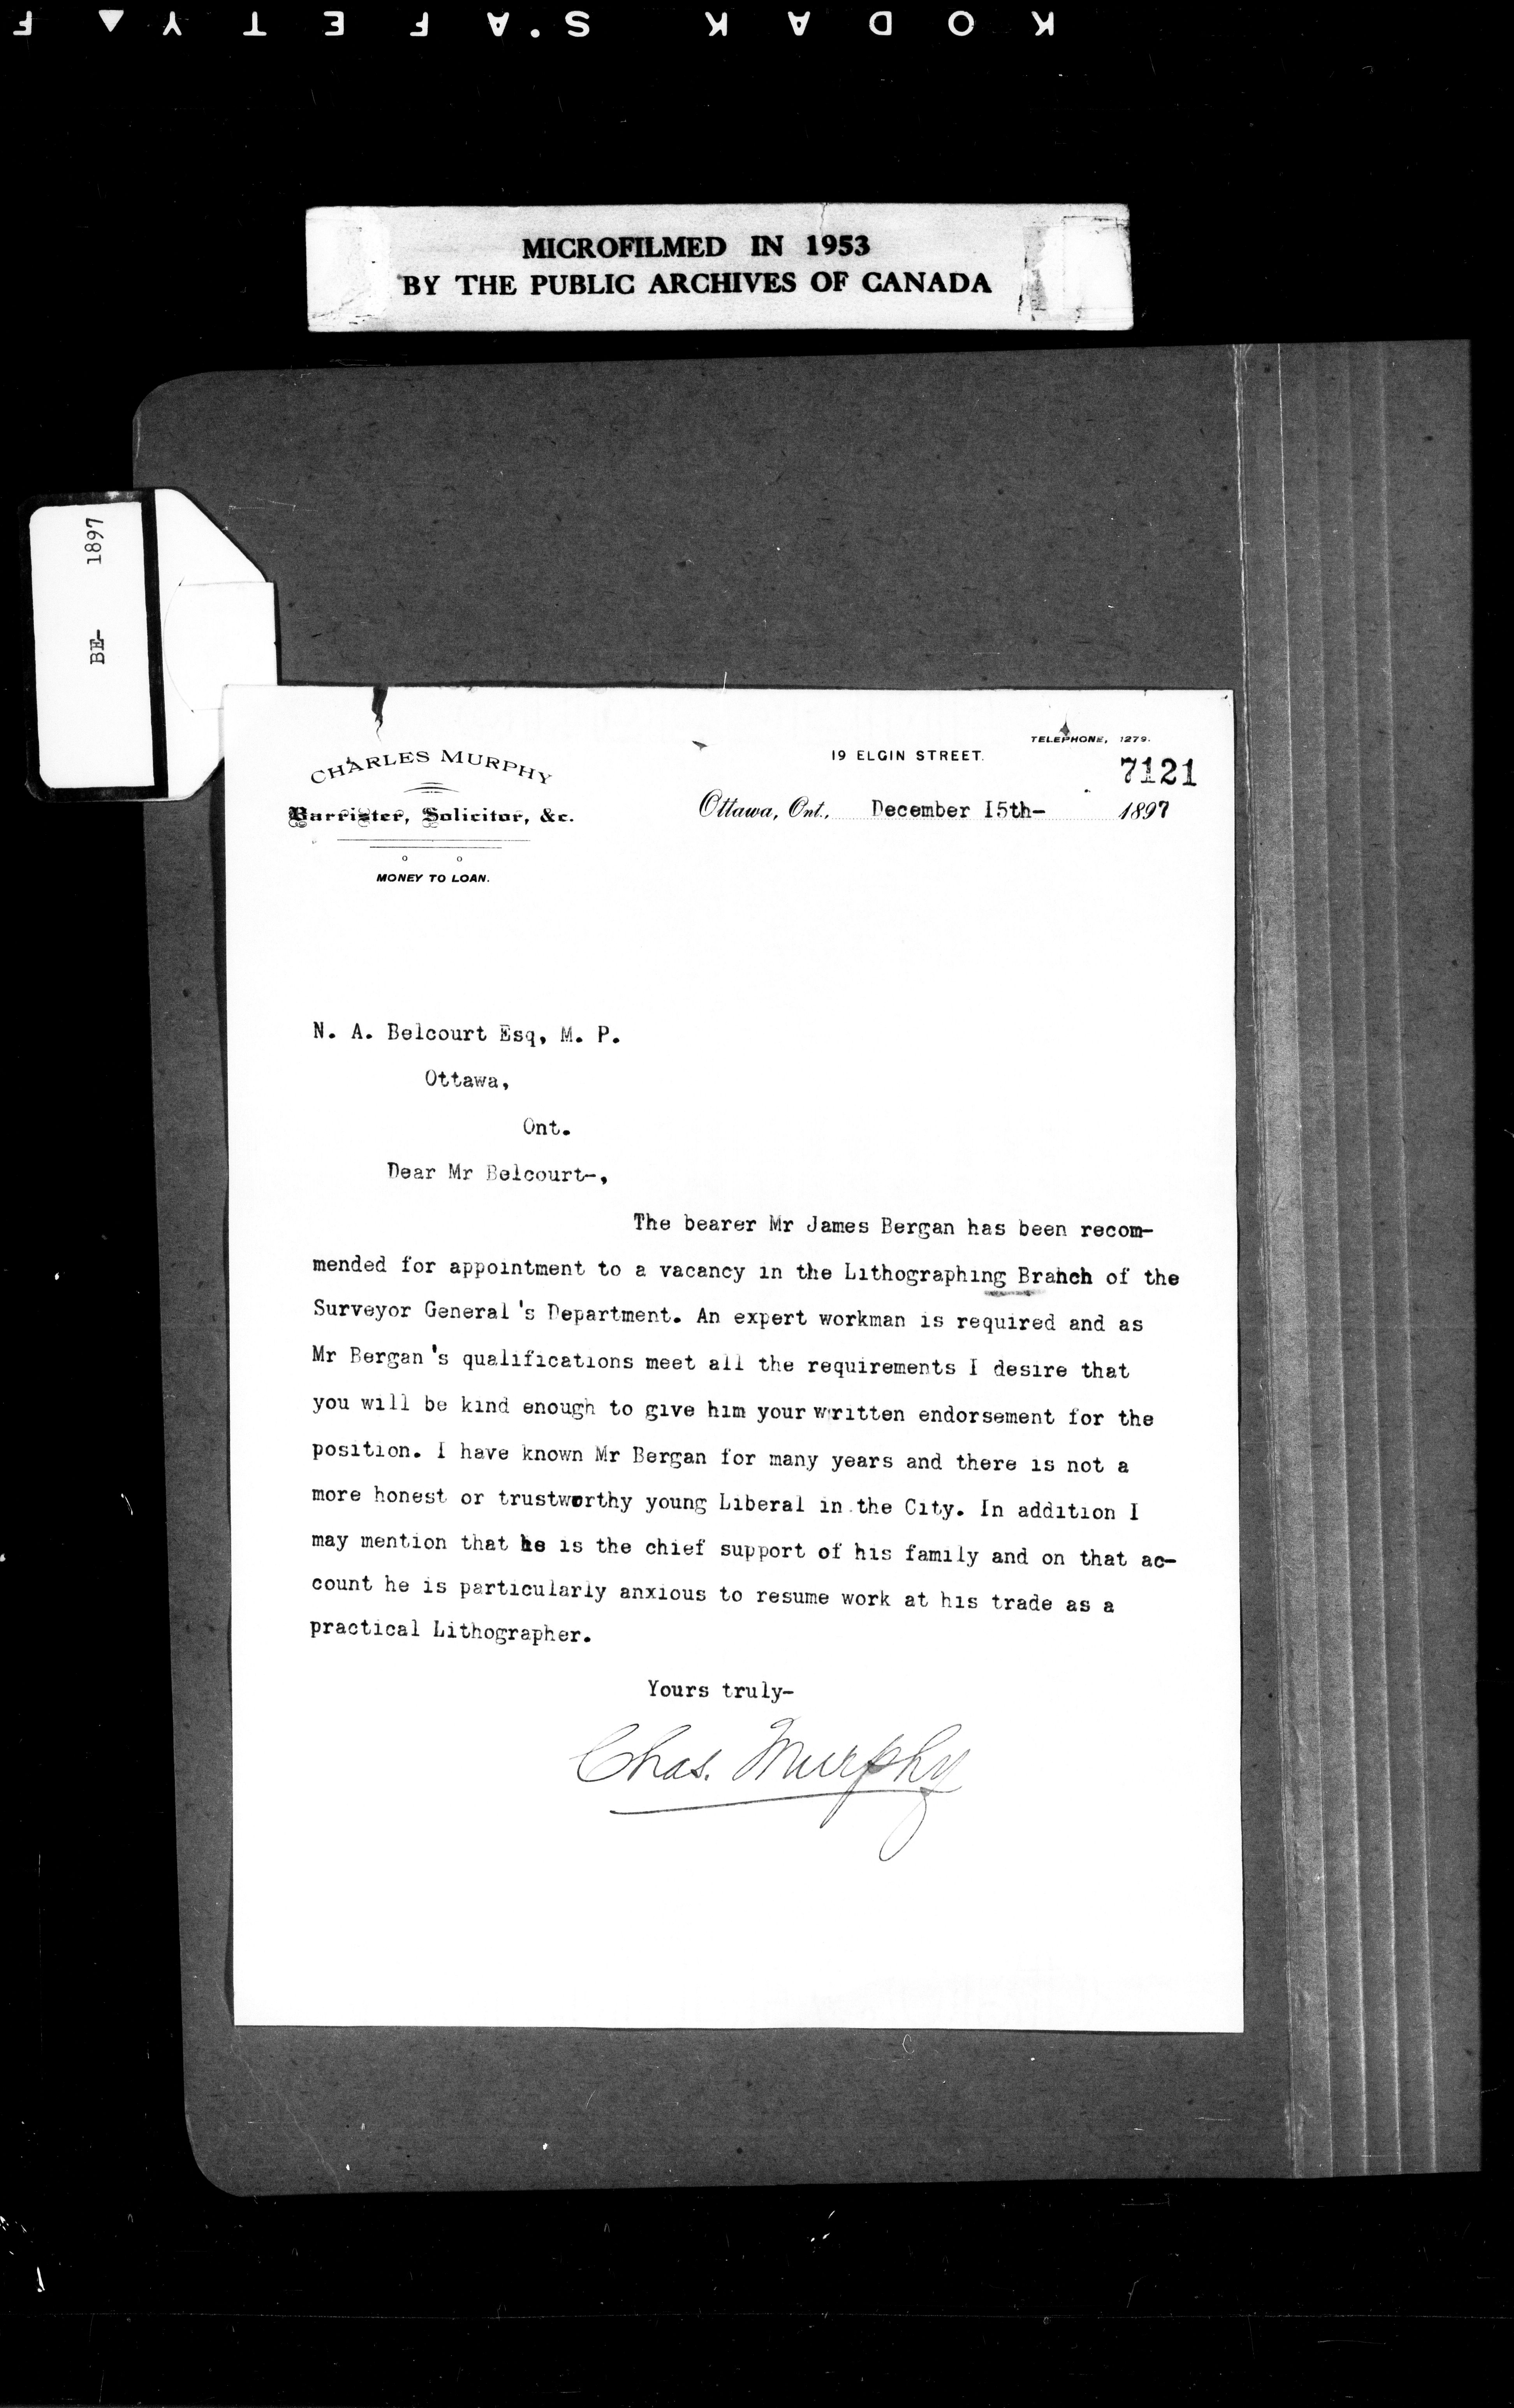 KODAK SAFETY F
MICROFILMED IN 1953
BY THE PUBLIC ARCHIVES OF CANADA
BE- 1897
CHARLES MURPHY
Barrister, Solicitor, &c.
MONEY TO LOAN.
TELEPHONE, 1279.
19 ELGIN STREET.
7121
Ottawa, Ont., December 15th- 1897
N. A. Belcourt Esq, M. P.
Ottawa,
Ont.
Dear Mr Belcourt-,
The bearer Mr James Bergan has been recom-
mended for appointment to a vacancy in the Lithographing Branch of the
Surveyor General's Department. An expert workman is required and as
Mr Bergan's qualifications meet all the requirements I desire that
you will be kind enough to give him your written endorsement for the
position. I have known Mr Bergan for many years and there is not a
more honest or trustworthy young Liberal in the City. In addition I
may mention that he is the chief support of his family and on that ac-
count he is particularly anxious to resume work at his trade as a
practical Lithographer.
Yours truly-
Chas. Murphy